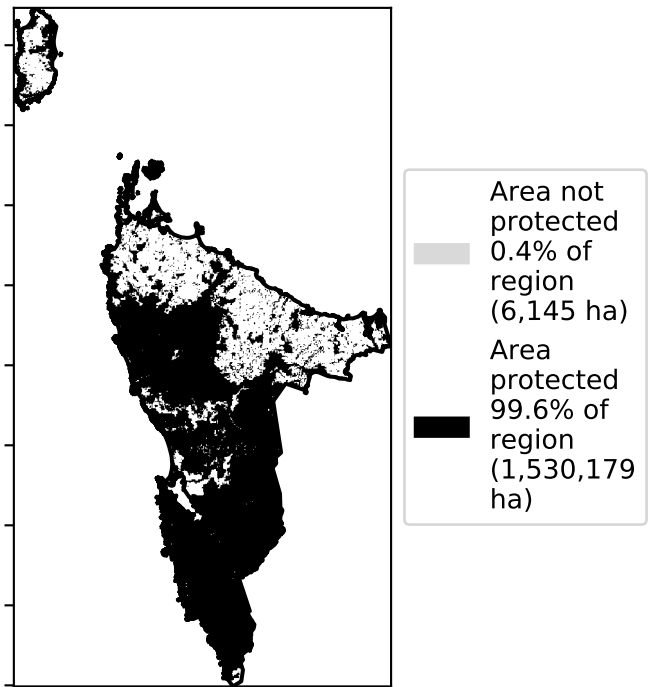 Area not
protected
0.4% of
region
(6,145 ha)
Area
protected
99.6% of
region
(1,530,179
ha)